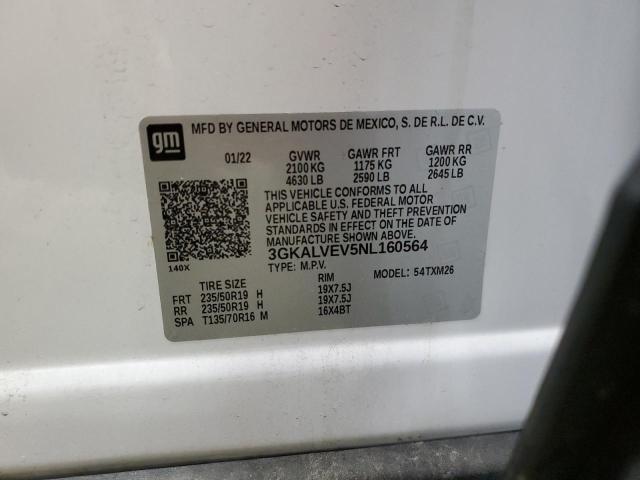 gm
MFD BY GENERAL MOTORS DE MEXICO, S. DE R.L. DE C.V.
01/22 GVWR GAWR FRT GAWR RR
2100 KG 1175 KG 1200 KG
4630 LB 2590 LB 2645 LB
THIS VEHICLE CONFORMS TO ALL
APPLICABLE U.S. FEDERAL MOTOR
VEHICLE SAFETY AND THEFT PREVENTION
STANDARDS IN EFFECT ON THE DATE OF
MANUFACTURE SHOWN ABOVE.
3GKALVEV5NL160564
140X
TYPE: M.P.V. MODEL: 54TXM26
TIRE SIZE RIM
FRT 235/50R19 H 19X7.5J
RR 235/50R19 H 19X7.5J
SPA T135/70R16 M 16X4BT